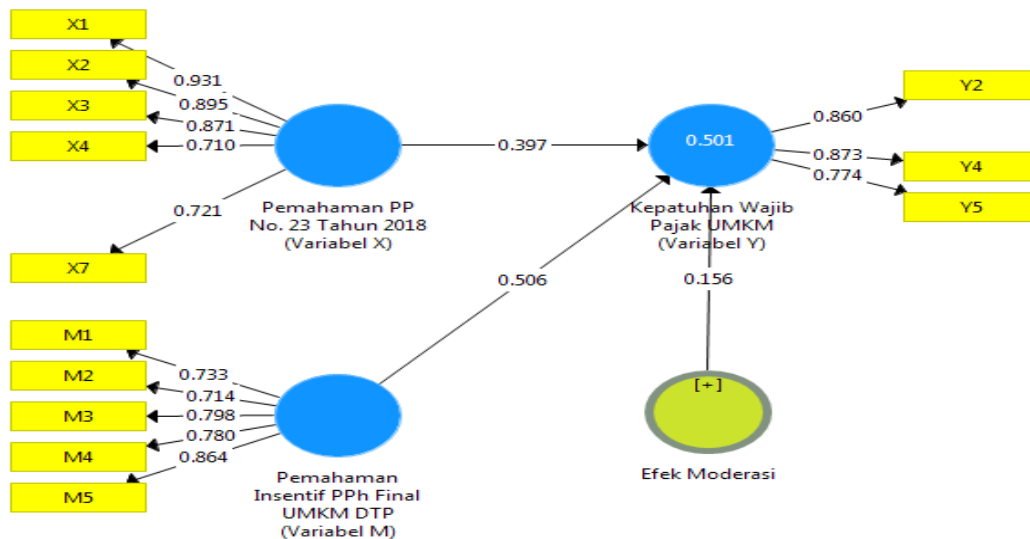 X1
X2
X3
X4
X7
0.931
0.895
0.871
0.710
0.721
Pemahaman PP
No. 23 Tahun 2018
(Variabel X)
0.397
0.501
Kepatuhan Wajib
Pajak UMKM
(Variabel Y)
0.860
0.873
0.774
Y2
Y4
Y5
M1
M2
M3
M4
M5
0.733
0.714
0.798
0.780
0.864
Pemahaman
Insentif PPh Final
UMKM DTP
(Variabel M)
0.506
0.156
[+]
Efek Moderasi